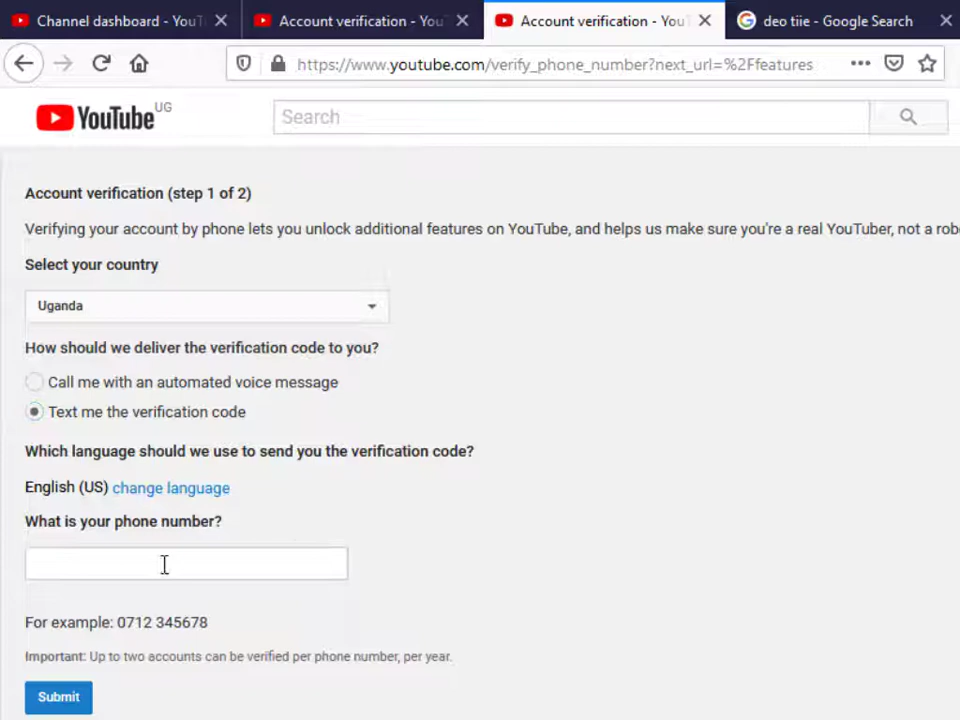 Channel dashboard - YouT
Account verification - You
Account verification - You
deo tiie - Google Search
https://www.youtube.com/verify_phone_number?next_url=%2Ffeatures
YouTube UG
Search
Account verification (step 1 of 2)
Verifying your account by phone lets you unlock additional features on YouTube, and helps us make sure you're a real YouTuber, not a rob
Select your country
Uganda
How should we deliver the verification code to you?
Call me with an automated voice message
Text me the verification code
Which language should we use to send you the verification code?
English (US) change language
What is your phone number?
For example: 0712 345678
Important: Up to two accounts can be verified per phone number, per year.
Submit